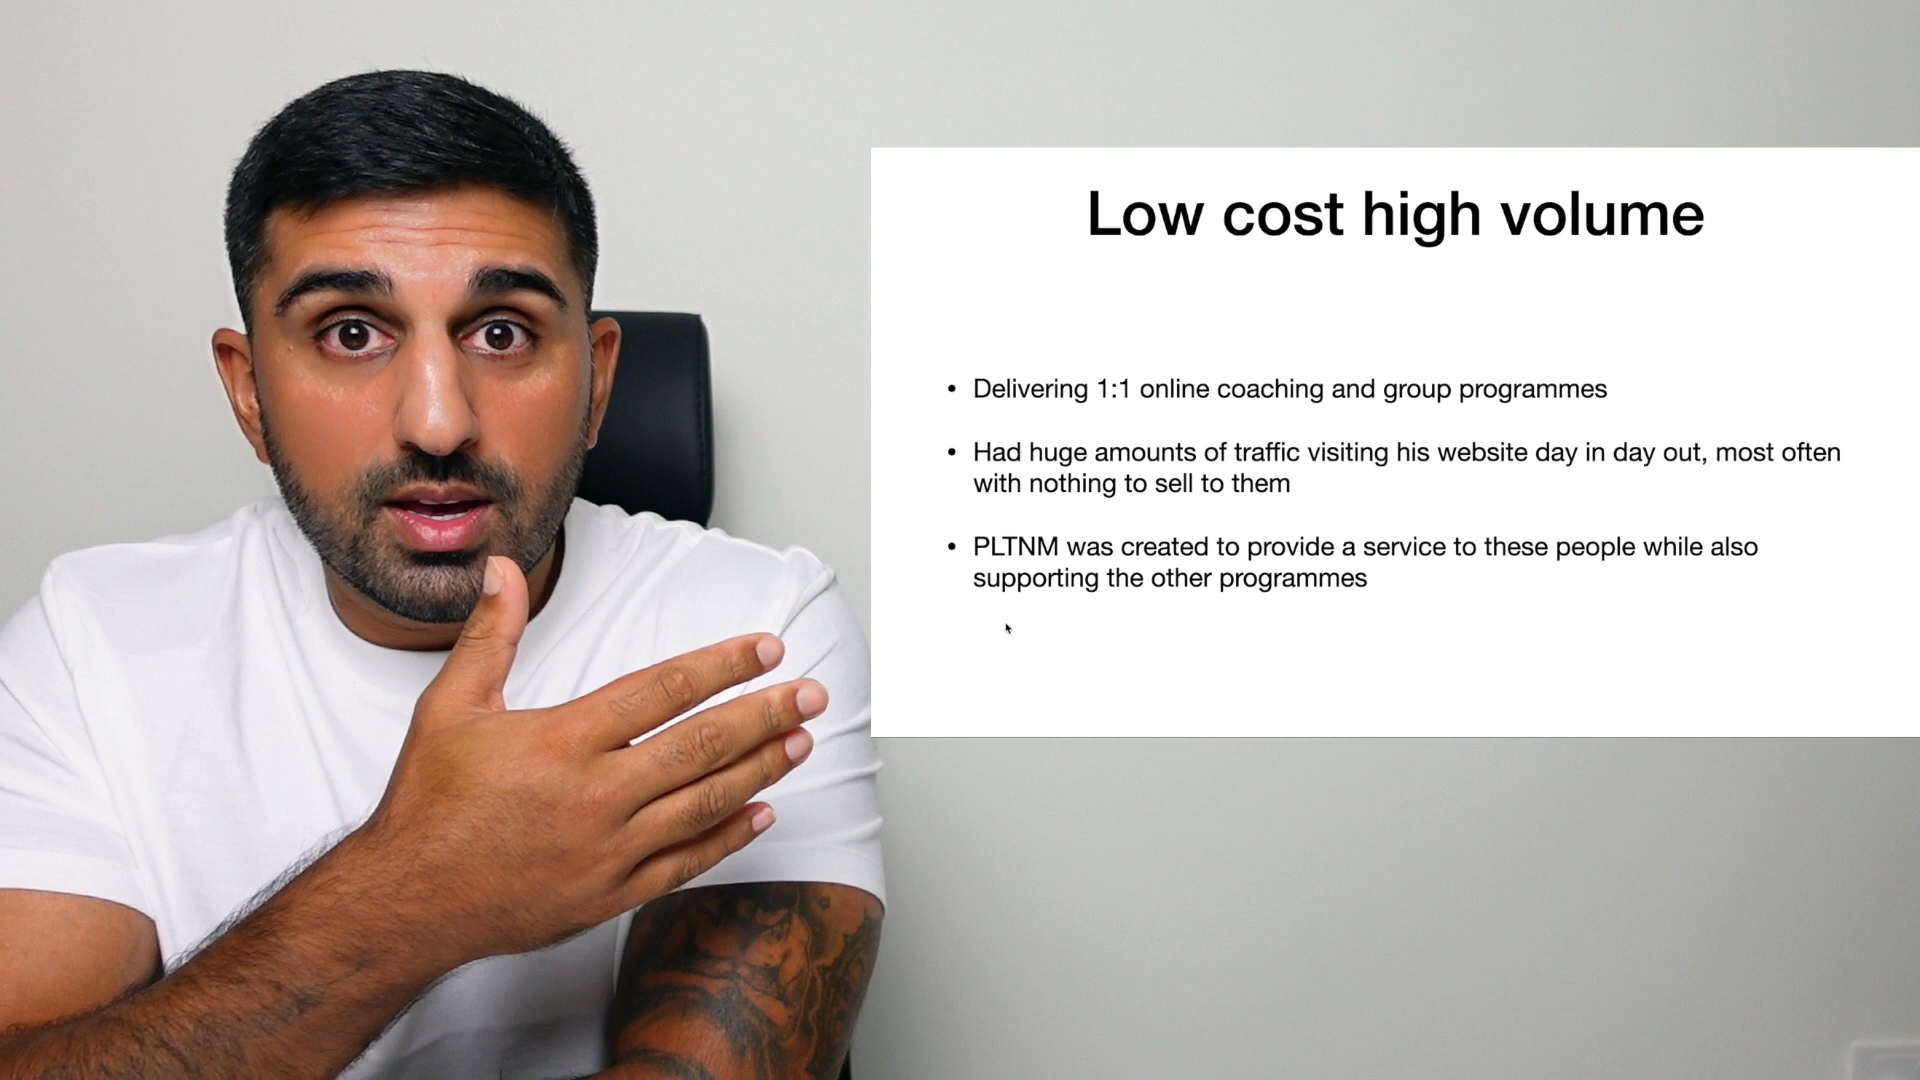 Low cost high volume
• Delivering 1:1 online coaching and group programmes
• Had huge amounts of traffic visiting his website day in day out, most often
with nothing to sell to them
• PLTNM was created to provide a service to these people while also
supporting the other programmes